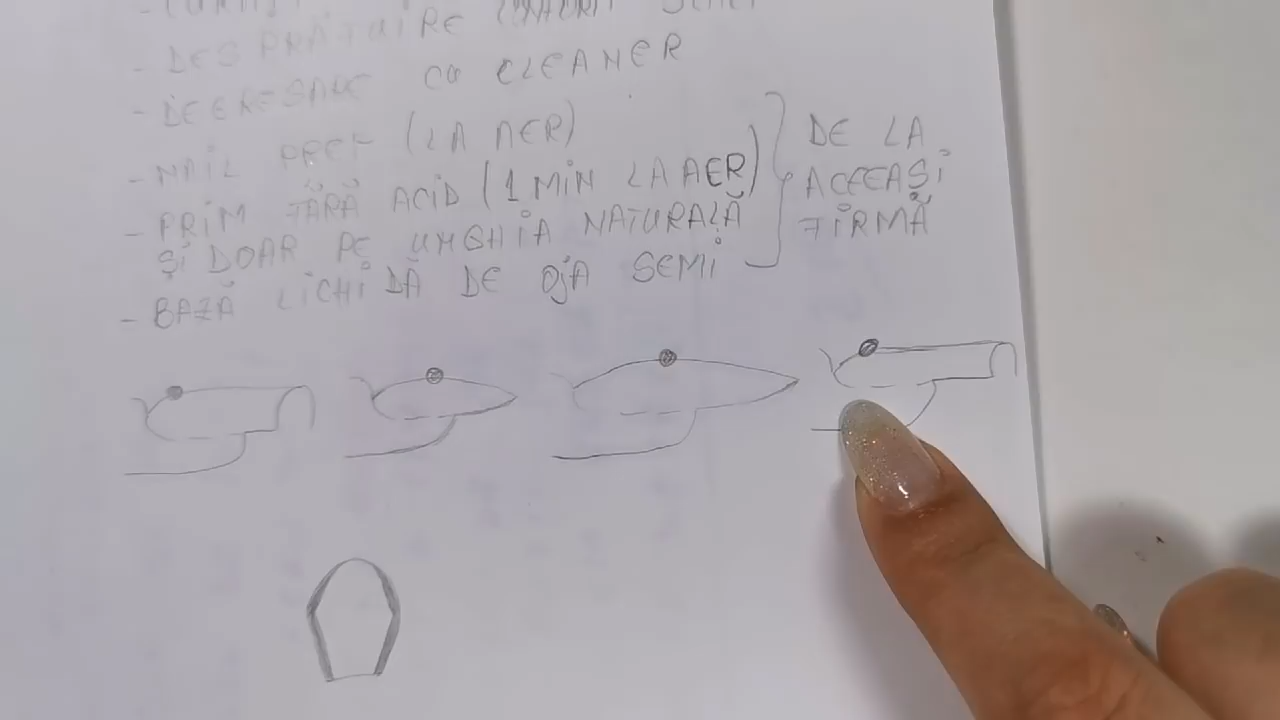 - DESPRĂFUIRE
- DEGRESARE CU CLEANER
- NAIL PREP (LA AER)
- PRIM FĂRĂ ACID (1 MIN LA AER)
ȘI DOAR PE UNGHIA NATURALĂ
- BAZĂ LICHIDĂ DE OJA SEMI
DE LA
ACEEAȘI
FIRMĂ